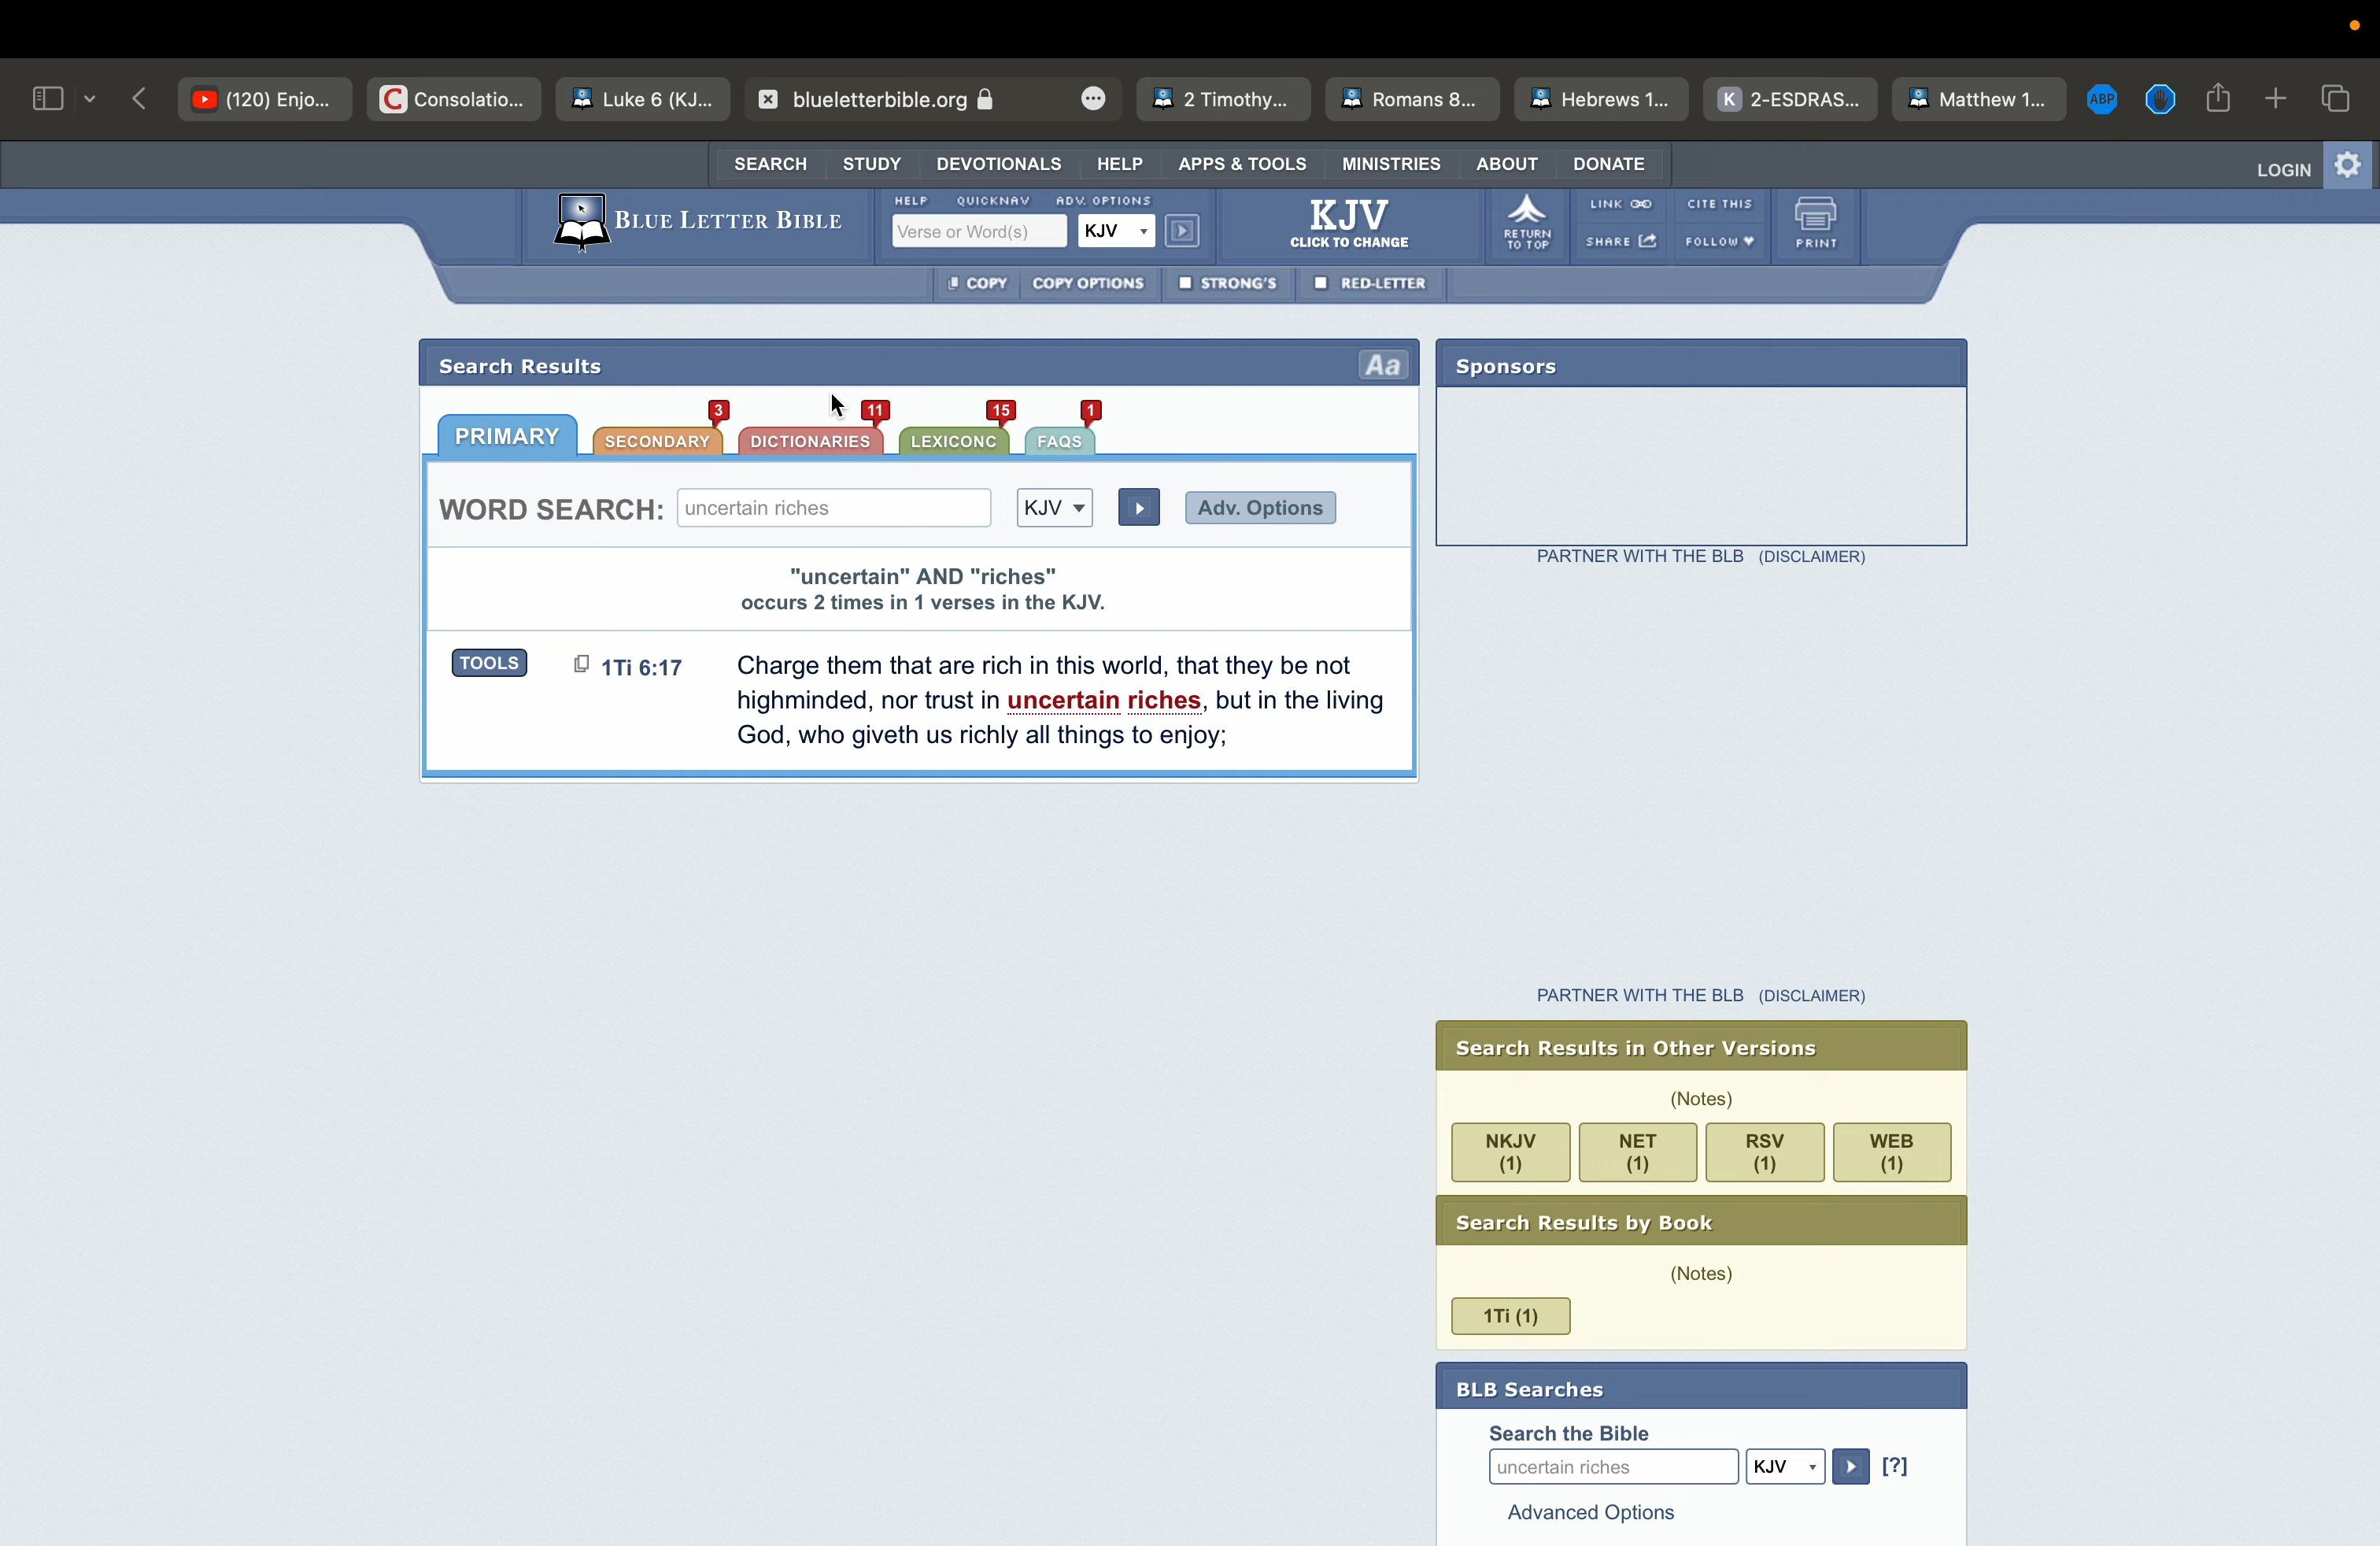 (120) Enjo...
Consolatio...
Luke 6 (KJ...
blueletterbible.org
2 Timothy...
Romans 8...
Hebrews 1...
K 2-ESDRAS...
Matthew 1...
ABP
SEARCH STUDY DEVOTIONALS HELP APPS & TOOLS MINISTRIES ABOUT DONATE
LOGIN
BLUE LETTER BIBLE
HELP QUICKNAV ADV. OPTIONS
Verse or Word(s) KJV
KJV
CLICK TO CHANGE
RETURN
TO TOP
LINK CITE THIS
SHARE FOLLOW
PRINT
COPY COPY OPTIONS STRONG'S RED-LETTER
Search Results Aa
3 11 15 1
PRIMARY SECONDARY DICTIONARIES LEXICONC FAQS
WORD SEARCH: uncertain riches KJV Adv. Options
"uncertain" AND "riches"
occurs 2 times in 1 verses in the KJV.
TOOLS 1Ti 6:17 Charge them that are rich in this world, that they be not
highminded, nor trust in uncertain riches, but in the living
God, who giveth us richly all things to enjoy;
Sponsors
PARTNER WITH THE BLB (DISCLAIMER)
PARTNER WITH THE BLB (DISCLAIMER)
Search Results in Other Versions
(Notes)
NKJV NET RSV WEB
(1) (1) (1) (1)
Search Results by Book
(Notes)
1Ti (1)
BLB Searches
Search the Bible
uncertain riches KJV [?]
Advanced Options